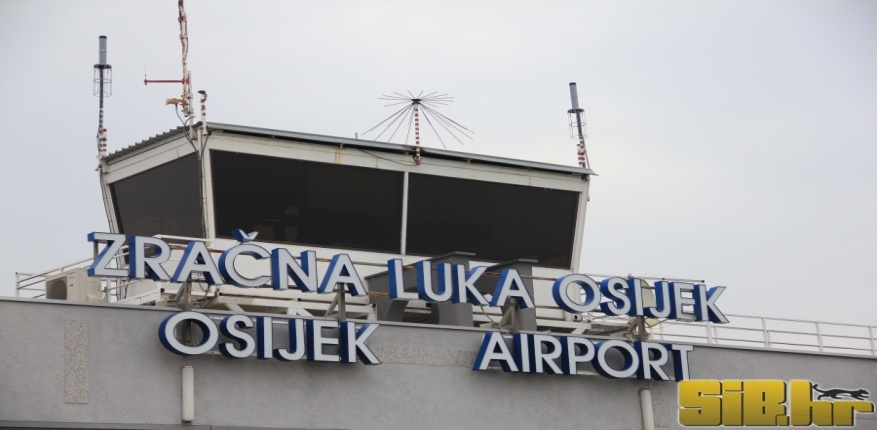 ZRAČNA LUKA OSIJEK
OSIJEK AIRPORT
SiB.hr